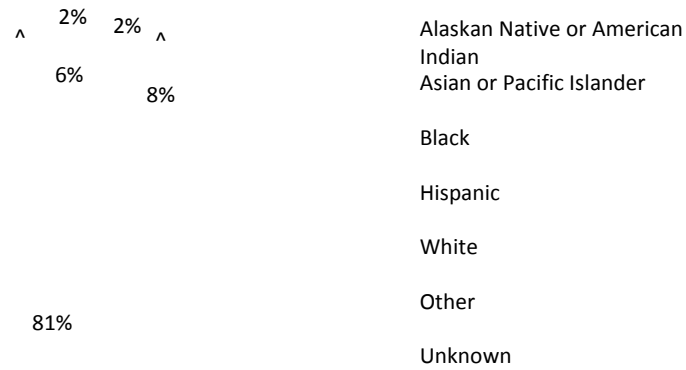 2%
2%
^
^
6%
8%
81%
Alaskan Native or American
Indian
Asian or Pacific Islander
Black
Hispanic
White
Other
Unknown